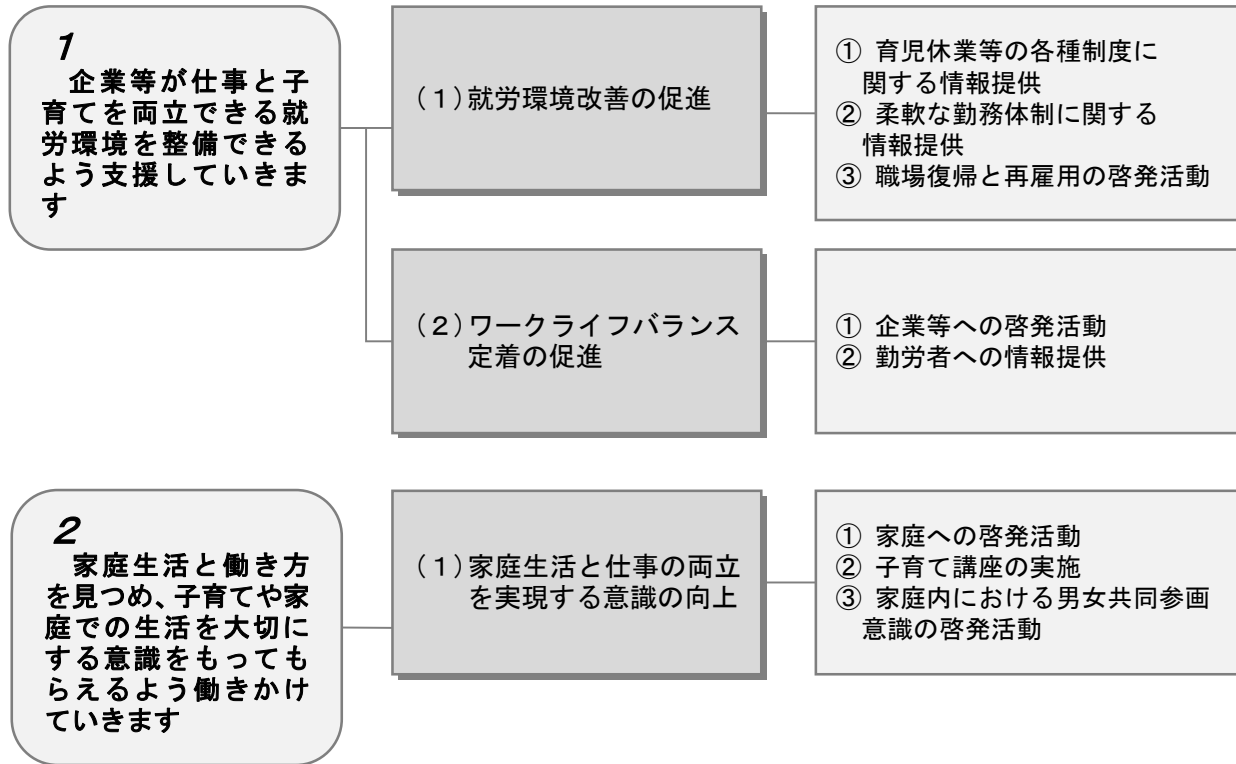 1
企業等が仕事と子
育てを両立できる就
労環境を整備できる
よう支援していきま
す
(1)就労環境改善の促進
① 育児休業等の各種制度に
関する情報提供
② 柔軟な勤務体制に関する
情報提供
③ 職場復帰と再雇用の啓発活動
(2)ワークライフバランス
定着の促進
① 企業等への啓発活動
② 勤労者への情報提供
2
家庭生活と働き方
を見つめ、子育てや家
庭での生活を大切に
する意識をもっても
らえるよう働きかけ
ていきます
(1)家庭生活と仕事の両立
を実現する意識の向上
① 家庭への啓発活動
② 子育て講座の実施
③ 家庭内における男女共同参画
意識の啓発活動